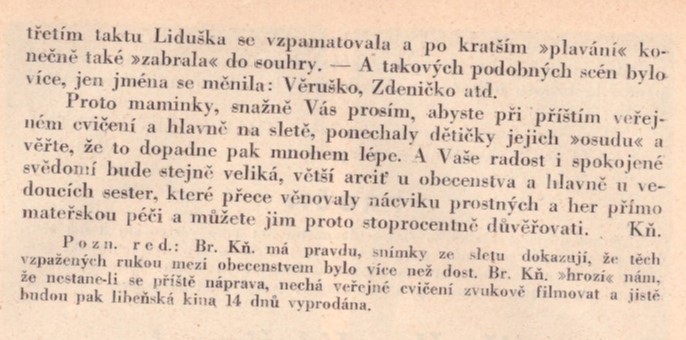 třetím taktu Liduška se vzpamatovala a po kratším »plavání« ko-
nečně také »zabrala« do souhry. — A takových podobných scén bylo
více, jen jména se měnila: Věruško, Zdeničko atd.
Proto maminky, snažně Vás prosím, abyste při příštím veřej-
ném cvičení a hlavně na sletě, ponechaly dětičky jejich »osudu« a
věřte, že to dopadne pak mnohem lépe. A Vaše radost i spokojené
svědomí bude stejně veliká, větší arciť u obecenstva a hlavně u ve-
doucích sester, které přece věnovaly nácviku prostných a her přímo
mateřskou péči a můžete jim proto stoprocentně důvěřovati. Kň.
Pozn. red.: Br. Kň. má pravdu, snímky ze sletu dokazují, že těch
vzpažených rukou mezi obecenstvem bylo více než dost. Br. Kň. »hrozí« nám,
že nestane-li se příště náprava, nechá veřejné cvičení zvukově filmovat a jistě
budou pak libeňská kina 14 dnů vyprodána.